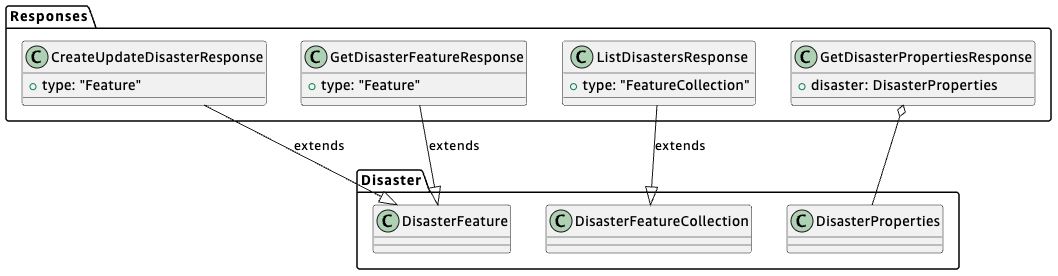 Responses
C CreateUpdateDisasterResponse
type: "Feature"
C GetDisasterFeatureResponse
type: "Feature"
C ListDisastersResponse
type: "FeatureCollection"
C GetDisasterPropertiesResponse
disaster: DisasterProperties
extends
extends
extends
Disaster
C DisasterFeature
C DisasterFeatureCollection
C DisasterProperties